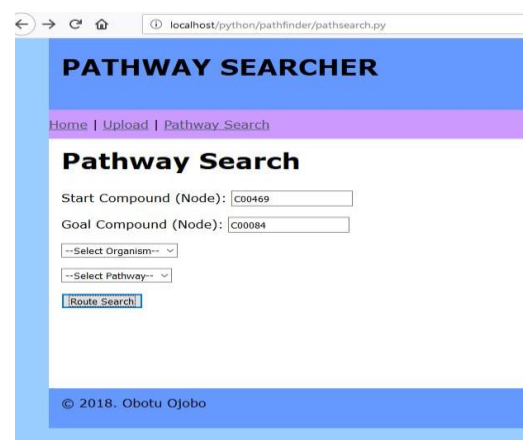 localhost/python/pathfinder/pathsearch.py
PATHWAY SEARCHER
Home | Upload | Pathway Search
Pathway Search
Start Compound (Node): C00469
Goal Compound (Node): C00084
--Select Organism--
--Select Pathway--
Route Search
© 2018. Obotu Ojobo